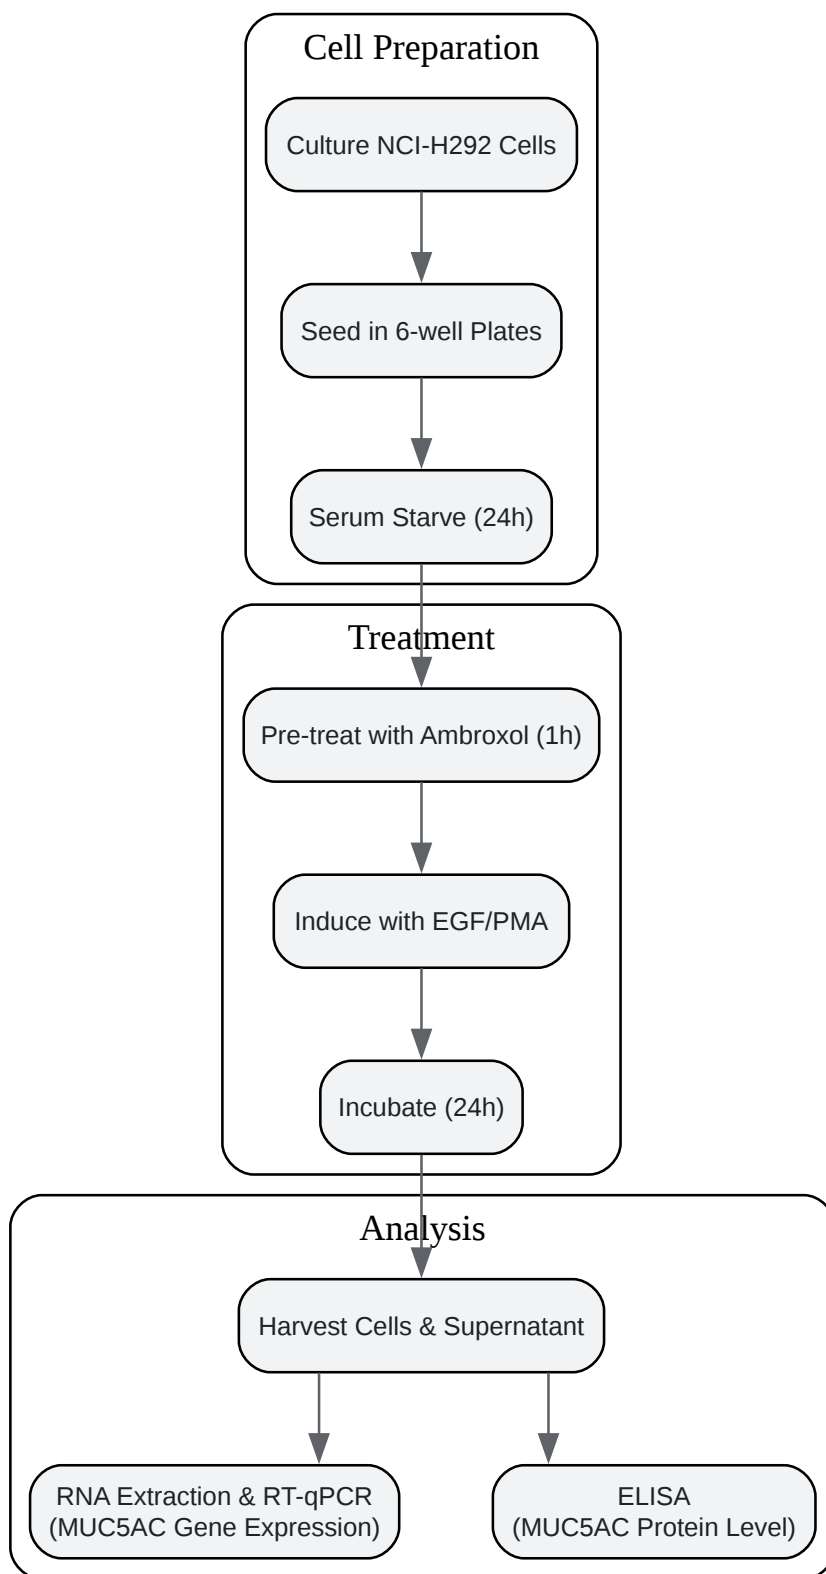 Cell Preparation
Culture NCI-H292 Cells
Seed in 6-well Plates
Serum Starve (24h)
Treatment
Pre-treat with Ambroxol (1h)
Induce with EGF/PMA
Incubate (24h)
Analysis
Harvest Cells & Supernatant
RNA Extraction & RT-qPCR
(MUC5AC Gene Expression)
ELISA
(MUC5AC Protein Level)